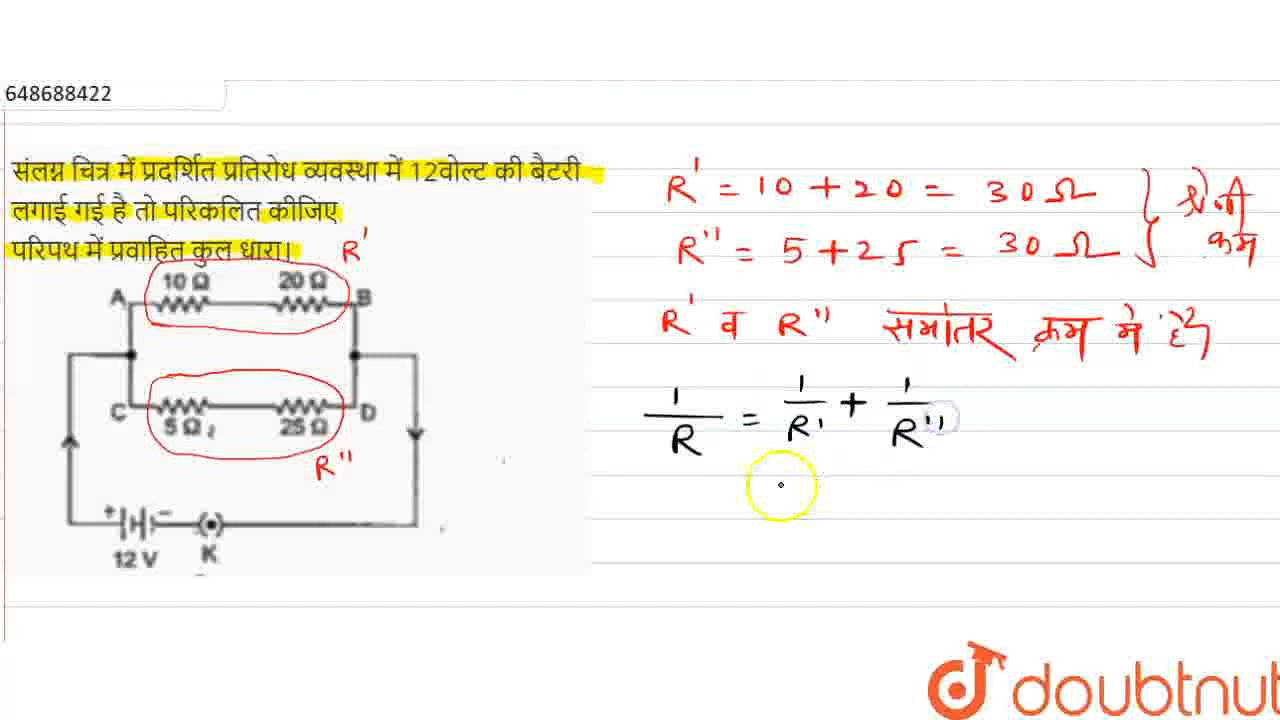 648688422
संलग्न चित्र में प्रदर्शित प्रतिरोध व्यवस्था में 12वोल्ट की बैटरी
लगाई गई है तो परिकलित कीजिए
परिपथ में प्रवाहित कुल धारा।
R'
10 Ω 20 Ω
A B
C D
5 Ω 25 Ω
R"
+ −
12 V K
R' = 10 + 20 = 30 Ω
R" = 5 + 25 = 30 Ω
श्रेणी
क्रम
R' व R" समांतर क्रम में है
1/R = 1/R' + 1/R"
doubtnut